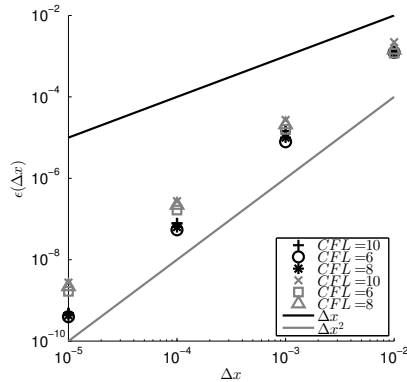 10⁻²
10⁻⁴
10⁻⁶
10⁻⁸
10⁻¹⁰
ϵ(Δx)
10⁻⁵
10⁻⁴
10⁻³
10⁻²
Δx
CFL=10
CFL=6
CFL=8
CFL=10
CFL=6
CFL=8
Δx
Δx²